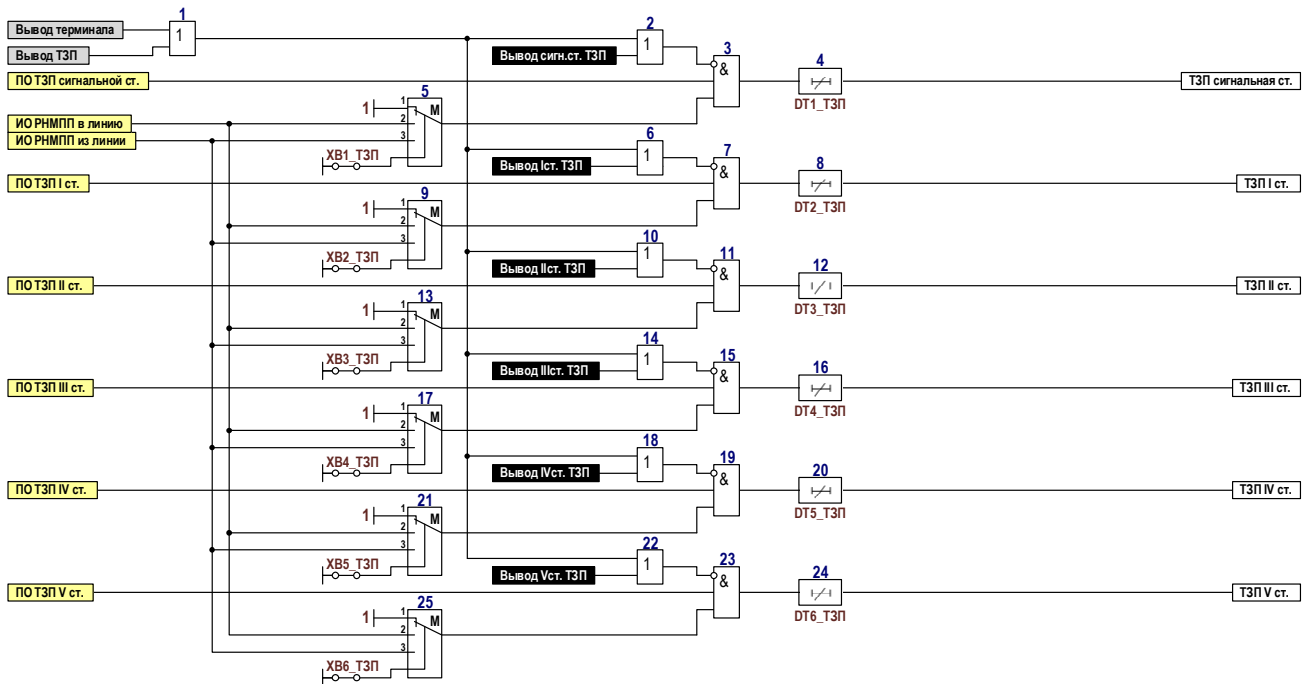 1
Вывод терминала
1
Вывод ТЗП
2
1
Вывод сигн.ст. ТЗП
3
&
ПО ТЗП сигнальной ст.
4
DT1_ТЗП
ТЗП сигнальная ст.
5
1
1
М
2
3
ИО РНМПП в линию
ИО РНМПП из линии
XB1_ТЗП
6
1
Вывод Iст. ТЗП
7
&
ПО ТЗП I ст.
8
DT2_ТЗП
ТЗП I ст.
9
1
1
М
2
3
XB2_ТЗП
10
1
Вывод IIст. ТЗП
11
&
ПО ТЗП II ст.
12
DT3_ТЗП
ТЗП II ст.
13
1
1
М
2
3
XB3_ТЗП
14
1
Вывод IIIст. ТЗП
15
&
ПО ТЗП III ст.
16
DT4_ТЗП
ТЗП III ст.
17
1
1
М
2
3
XB4_ТЗП
18
1
Вывод IVст. ТЗП
19
&
ПО ТЗП IV ст.
20
DT5_ТЗП
ТЗП IV ст.
21
1
1
М
2
3
XB5_ТЗП
22
1
Вывод Vст. ТЗП
23
&
ПО ТЗП V ст.
24
DT6_ТЗП
ТЗП V ст.
25
1
1
М
2
3
XB6_ТЗП